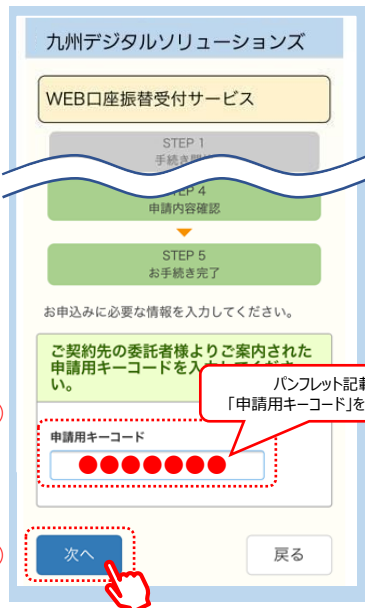 九州デジタルソリューションズ
WEB口座振替受付サービス
STEP 1
手続き
STEP 4
申請内容確認
STEP 5
お手続き完了
お申込みに必要な情報を入力してください。
ご契約先の委託者様よりご案内された
申請用キーコードを入
い。
パンフレット記載
「申請用キーコード」を
申請用キーコード
次へ
戻る